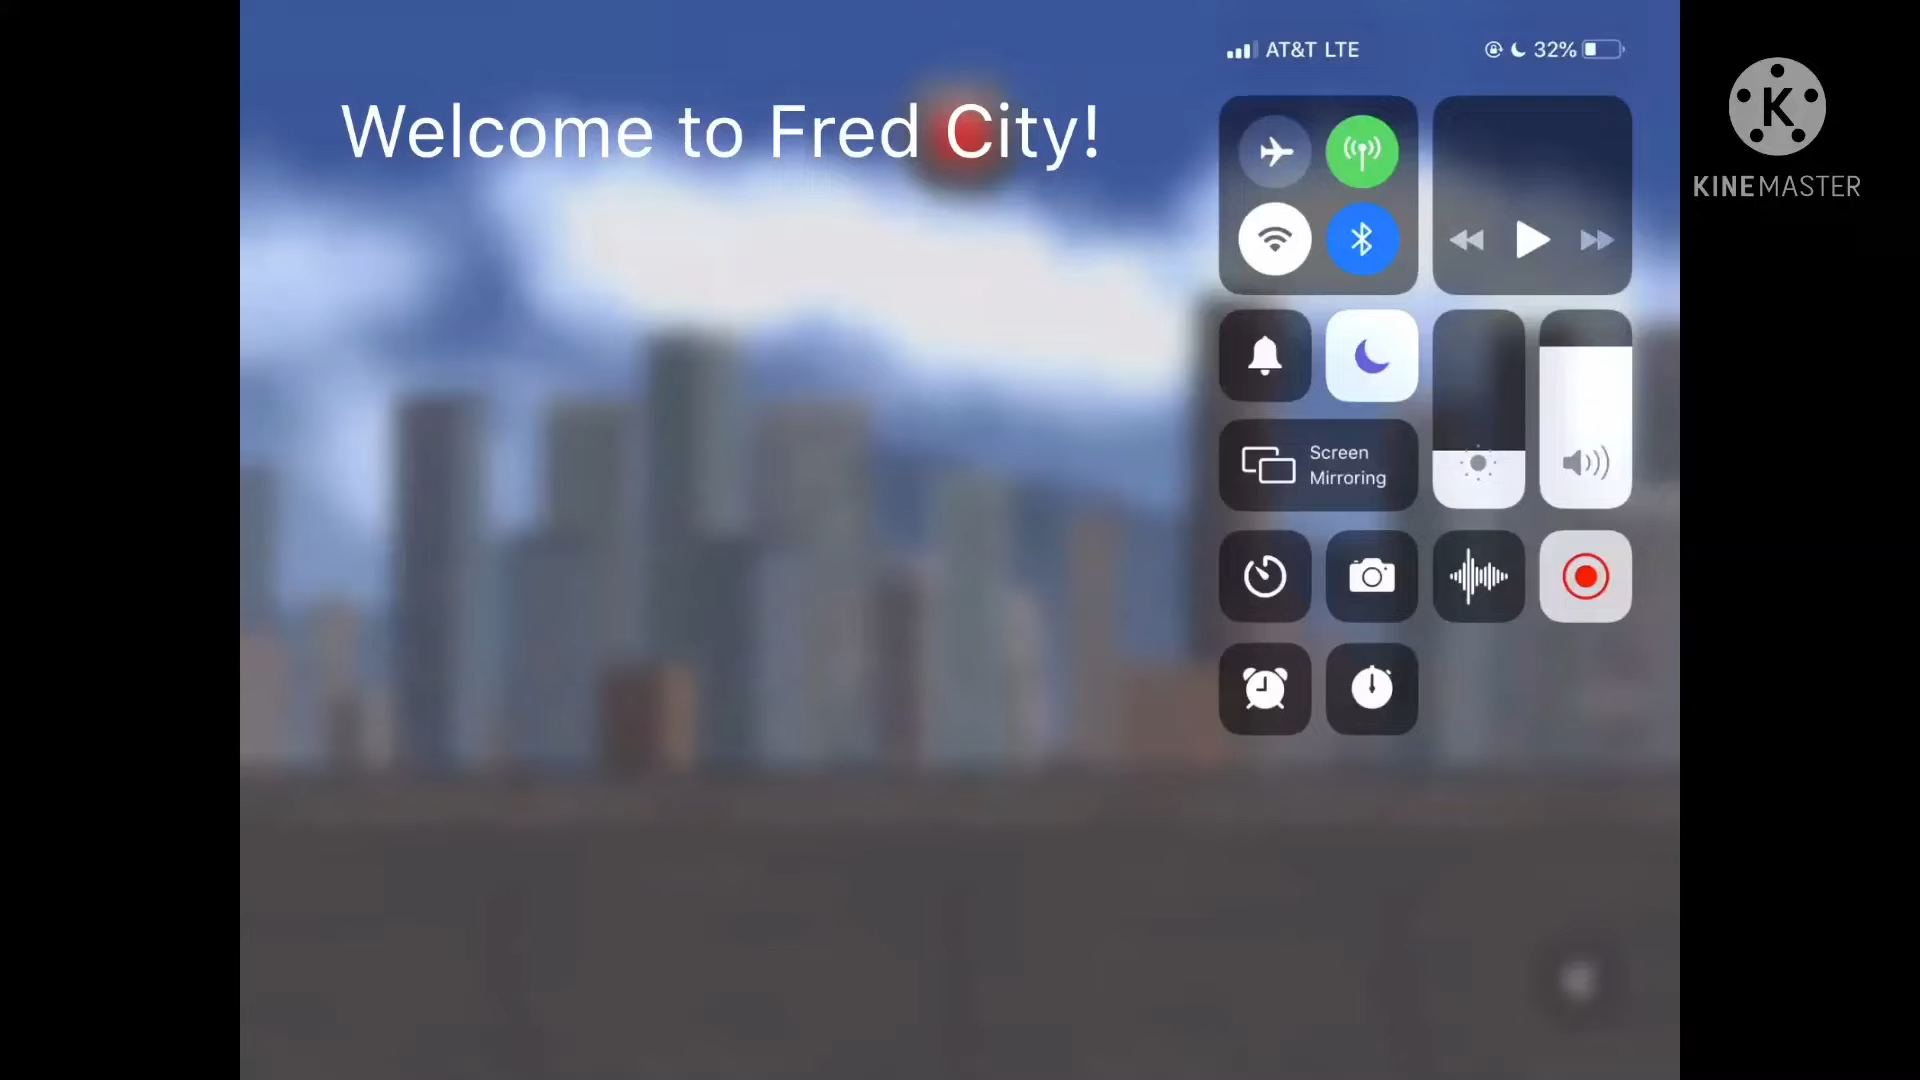 AT&T LTE
32%
Welcome to Fred City!
K
KINEMASTER
Screen
Mirroring